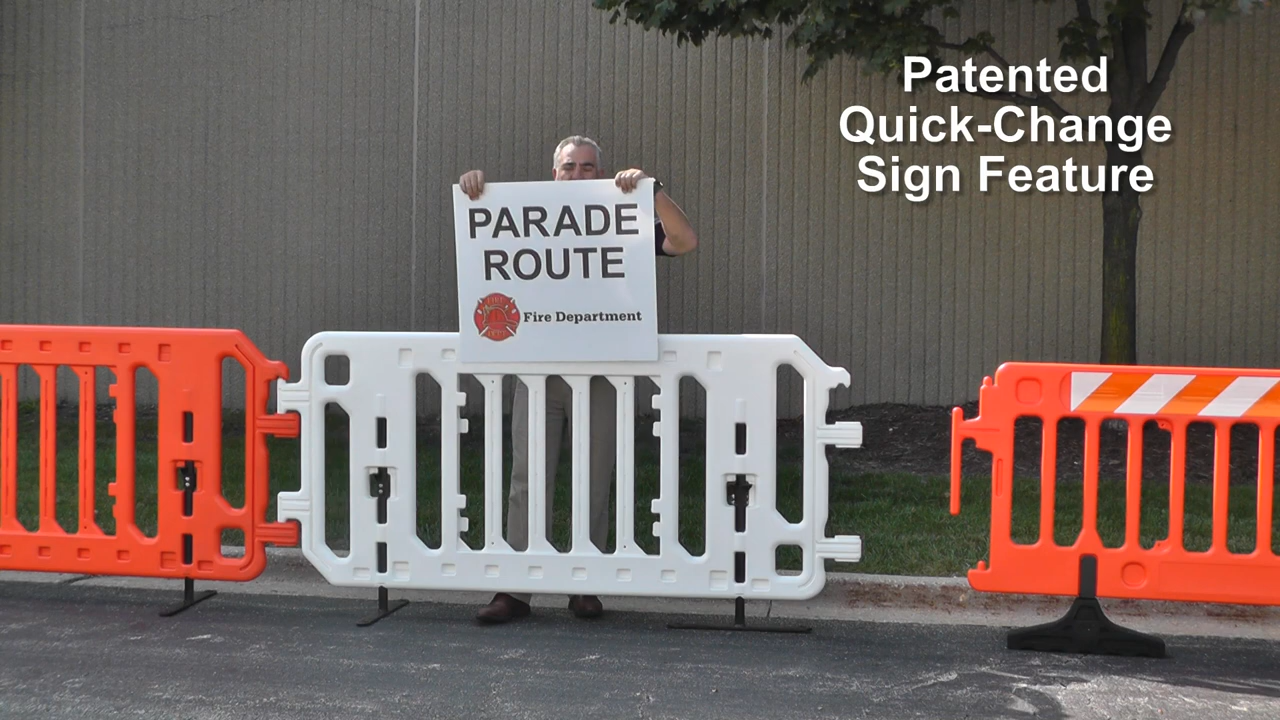 Patented
Quick-Change
Sign Feature
PARADE
ROUTE
Fire Department